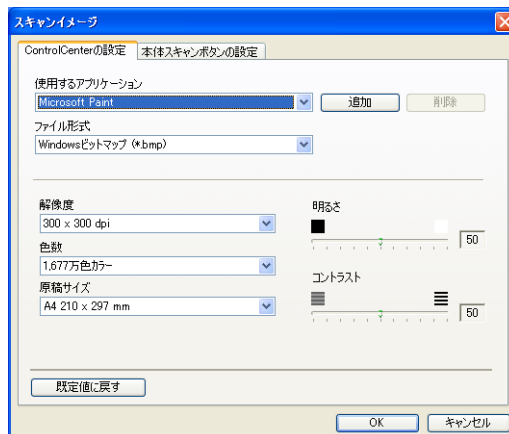 スキャンイメージ
ControlCenterの設定 本体スキャンボタンの設定
使用するアプリケーション
Microsoft Paint 追加 削除
ファイル形式
Windowsビットマップ (*.bmp)
解像度 明るさ
300 x 300 dpi
50
色数
1,677万色カラー コントラスト
原稿サイズ
A4 210 x 297 mm 50
既定値に戻す
OK キャンセル